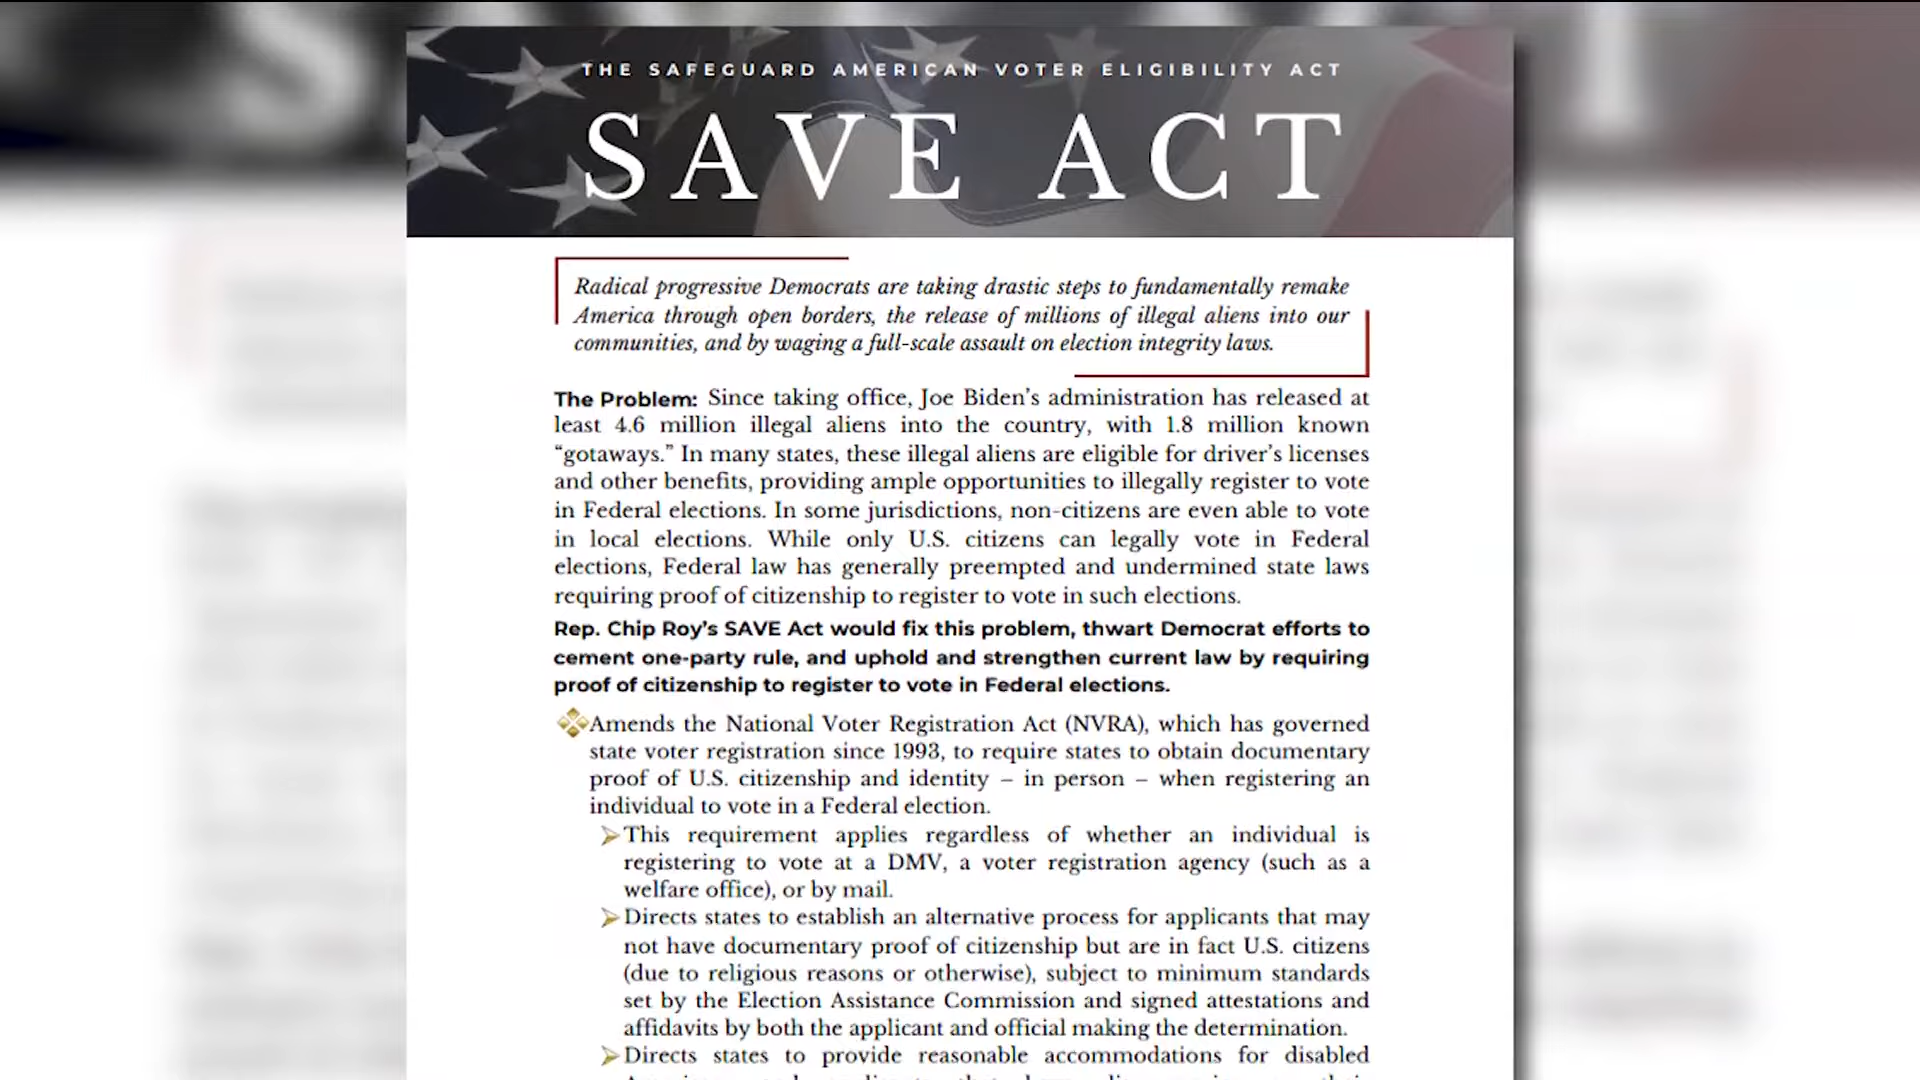 THE SAFEGUARD AMERICAN VOTER ELIGIBILITY ACT
SAVE ACT
Radical progressive Democrats are taking drastic steps to fundamentally remake
America through open borders, the release of millions of illegal aliens into our
communities, and by waging a full-scale assault on election integrity laws.
The Problem: Since taking office, Joe Biden’s administration has released at
least 4.6 million illegal aliens into the country, with 1.8 million known
“gotaways.” In many states, these illegal aliens are eligible for driver’s licenses
and other benefits, providing ample opportunities to illegally register to vote
in Federal elections. In some jurisdictions, non-citizens are even able to vote
in local elections. While only U.S. citizens can legally vote in Federal
elections, Federal law has generally preempted and undermined state laws
requiring proof of citizenship to register to vote in such elections.
Rep. Chip Roy’s SAVE Act would fix this problem, thwart Democrat efforts to
cement one-party rule, and uphold and strengthen current law by requiring
proof of citizenship to register to vote in Federal elections.
Amends the National Voter Registration Act (NVRA), which has governed
state voter registration since 1993, to require states to obtain documentary
proof of U.S. citizenship and identity – in person – when registering an
individual to vote in a Federal election.
This requirement applies regardless of whether an individual is
registering to vote at a DMV, a voter registration agency (such as a
welfare office), or by mail.
Directs states to establish an alternative process for applicants that may
not have documentary proof of citizenship but are in fact U.S. citizens
(due to religious reasons or otherwise), subject to minimum standards
set by the Election Assistance Commission and signed attestations and
affidavits by both the applicant and official making the determination.
Directs states to provide reasonable accommodations for disabled